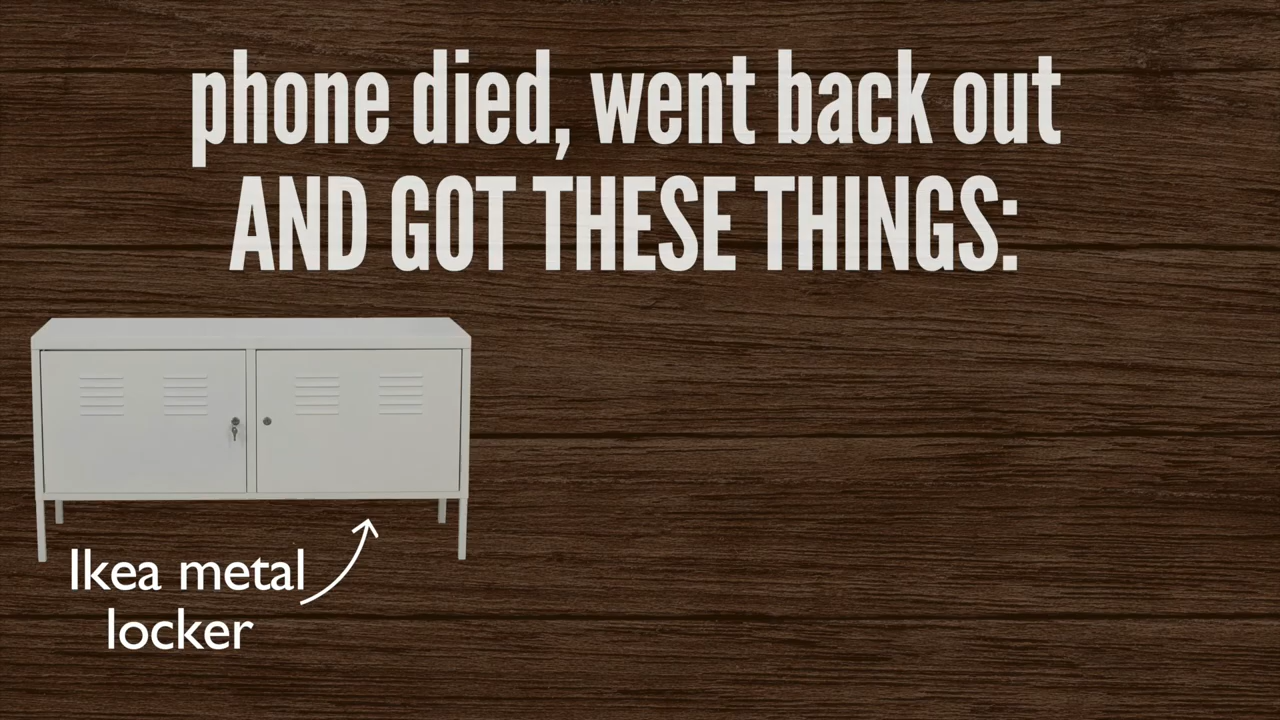 phone died, went back out
AND GOT THESE THINGS:
Ikea metal
locker